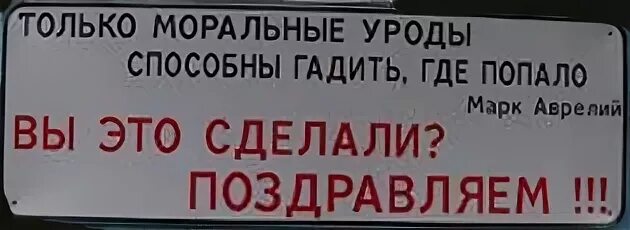 ТОЛЬКО МОРАЛЬНЫЕ УРОДЫ
СПОСОБНЫ ГАДИТЬ, ГДЕ ПОПАЛО
Марк Аврелий
ВЫ ЭТО СДЕЛАЛИ?
ПОЗДРАВЛЯЕМ !!!